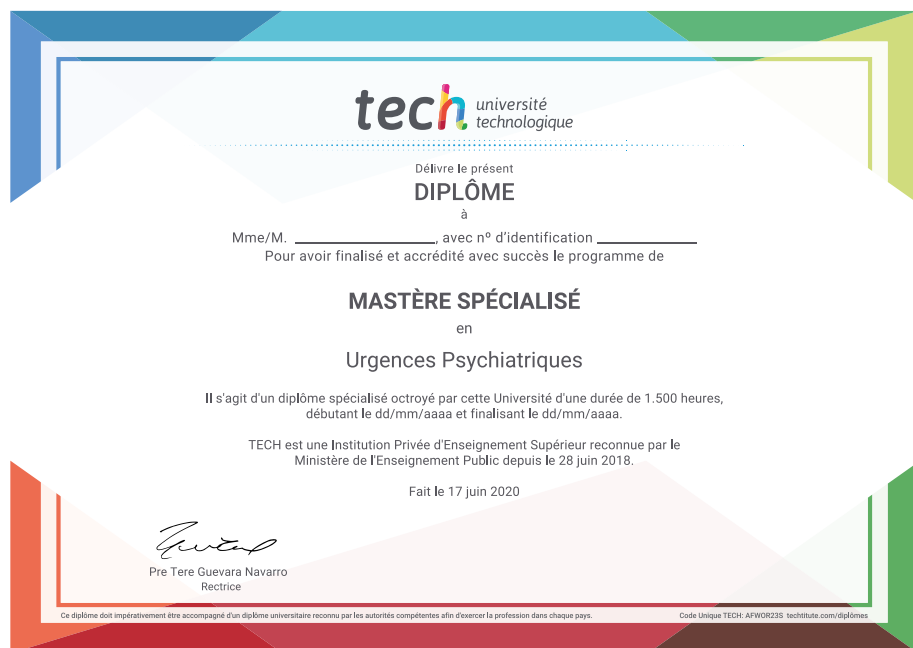 tech université
technologique
Délivre le présent
DIPLÔME
à
Mme/M. ____________, avec nº d'identification ____________
Pour avoir finalisé et accrédité avec succès le programme de
MASTÈRE SPÉCIALISÉ
en
Urgences Psychiatriques
Il s'agit d'un diplôme spécialisé octroyé par cette Université d'une durée de 1.500 heures,
débutant le dd/mm/aaaa et finalisant le dd/mm/aaaa.
TECH est une Institution Privée d'Enseignement Supérieur reconnue par le
Ministère de l'Enseignement Public depuis le 28 juin 2018.
Fait le 17 juin 2020
Pre Tere Guevara Navarro
Rectrice
Ce diplôme doit impérativement être accompagné d'un diplôme universitaire reconnu par les autorités compétentes afin d'exercer la profession dans chaque pays. Code Unique TECH: AFWOR23S techtitute.com/diplômes